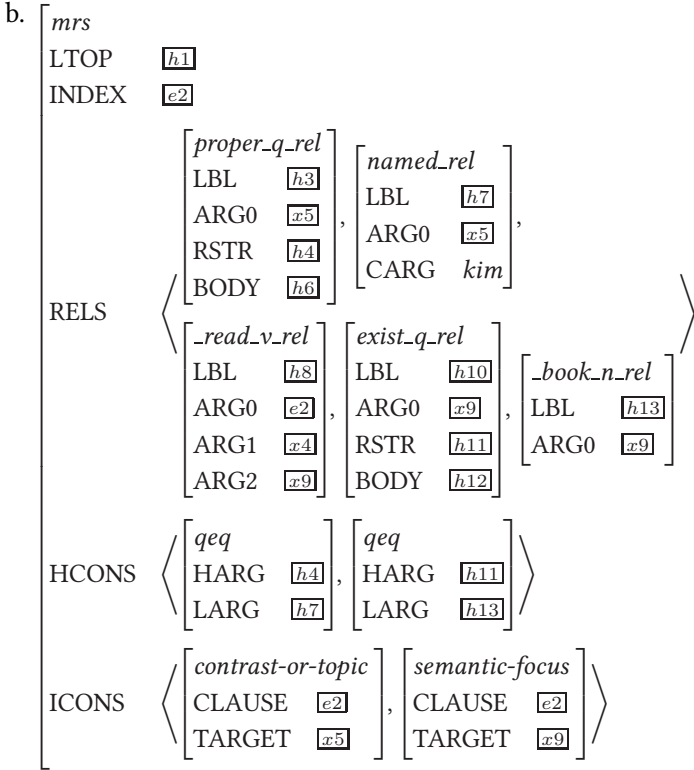 b.
mrs
LTOP h1
INDEX e2
RELS
proper_q_rel
LBL h3
ARG0 x5
RSTR h4
BODY h6
,
named_rel
LBL h7
ARG0 x5
CARG kim
,
_read_v_rel
LBL h8
ARG0 e2
ARG1 x4
ARG2 x9
,
exist_q_rel
LBL h10
ARG0 x9
RSTR h11
BODY h12
,
_book_n_rel
LBL h13
ARG0 x9
HCONS
qeq
HARG h4
LARG h7
,
qeq
HARG h11
LARG h13
ICONS
contrast-or-topic
CLAUSE e2
TARGET x5
,
semantic-focus
CLAUSE e2
TARGET x9